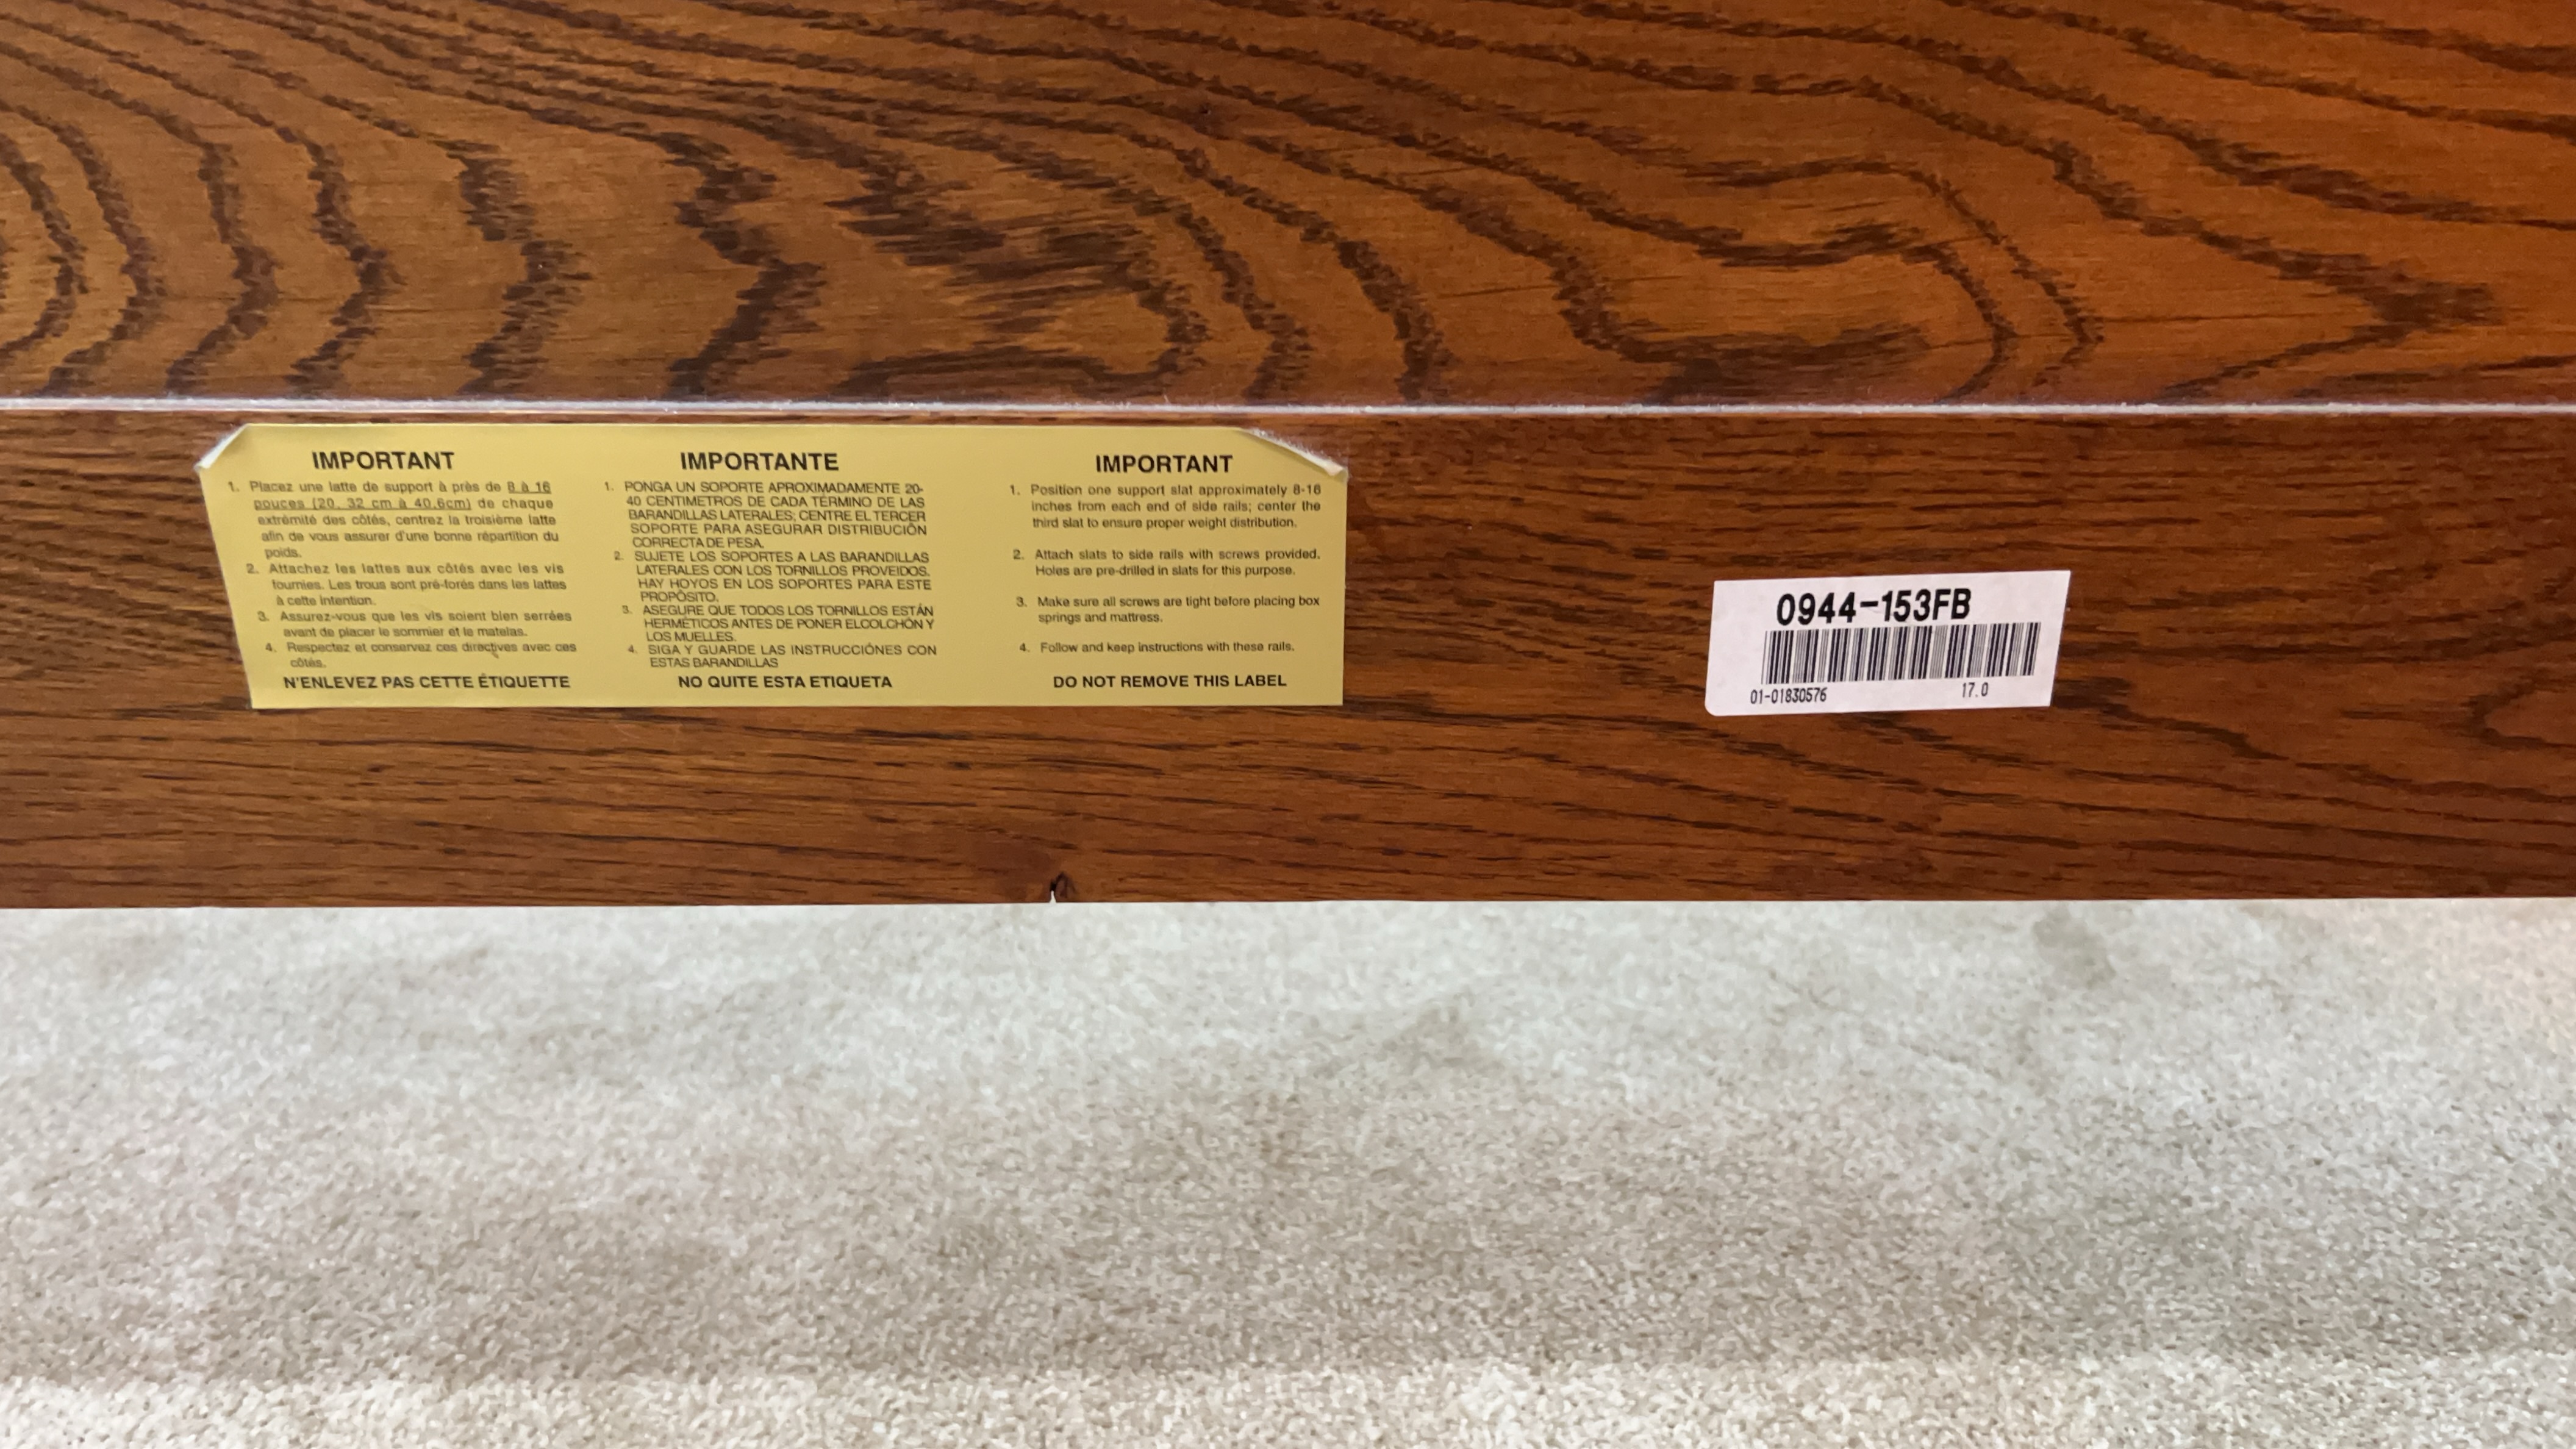 IMPORTANT
1. Placez une latte de support à près de 8 à 16
pouces (20. 32 cm à 40.6cm) de chaque
extrémité des côtés, centrez la troisième latte
afin de vous assurer d'une bonne répartition du
poids.
2. Attachez les lattes aux côtés avec les vis
fournies. Les trous sont pré-forés dans les lattes
à cette intention.
3. Assurez-vous que les vis soient bien serrées
avant de placer le sommier et le matelas.
4. Respectez et conservez ces directives avec ces
côtés.
N'ENLEVEZ PAS CETTE ÉTIQUETTE
IMPORTANTE
1. PONGA UN SOPORTE APROXIMADAMENTE 20-
40 CENTIMETROS DE CADA TÉRMINO DE LAS
BARANDILLAS LATERALES; CENTRE EL TERCER
SOPORTE PARA ASEGURAR DISTRIBUCIÓN
CORRECTA DE PESA.
2. SUJETE LOS SOPORTES A LAS BARANDILLAS
LATERALES CON LOS TORNILLOS PROVEIDOS.
HAY HOYOS EN LOS SOPORTES PARA ESTE
PROPÓSITO.
3. ASEGURE QUE TODOS LOS TORNILLOS ESTÁN
HERMÉTICOS ANTES DE PONER ELCOLCHÓN Y
LOS MUELLES.
4. SIGA Y GUARDE LAS INSTRUCCIÓNES CON
ESTAS BARANDILLAS
NO QUITE ESTA ETIQUETA
IMPORTANT
1. Position one support slat approximately 8-16
inches from each end of side rails; center the
third slat to ensure proper weight distribution.
2. Attach slats to side rails with screws provided.
Holes are pre-drilled in slats for this purpose.
3. Make sure all screws are tight before placing box
springs and mattress.
4. Follow and keep instructions with these rails.
DO NOT REMOVE THIS LABEL
0944-153FB
01-01830576 17.0